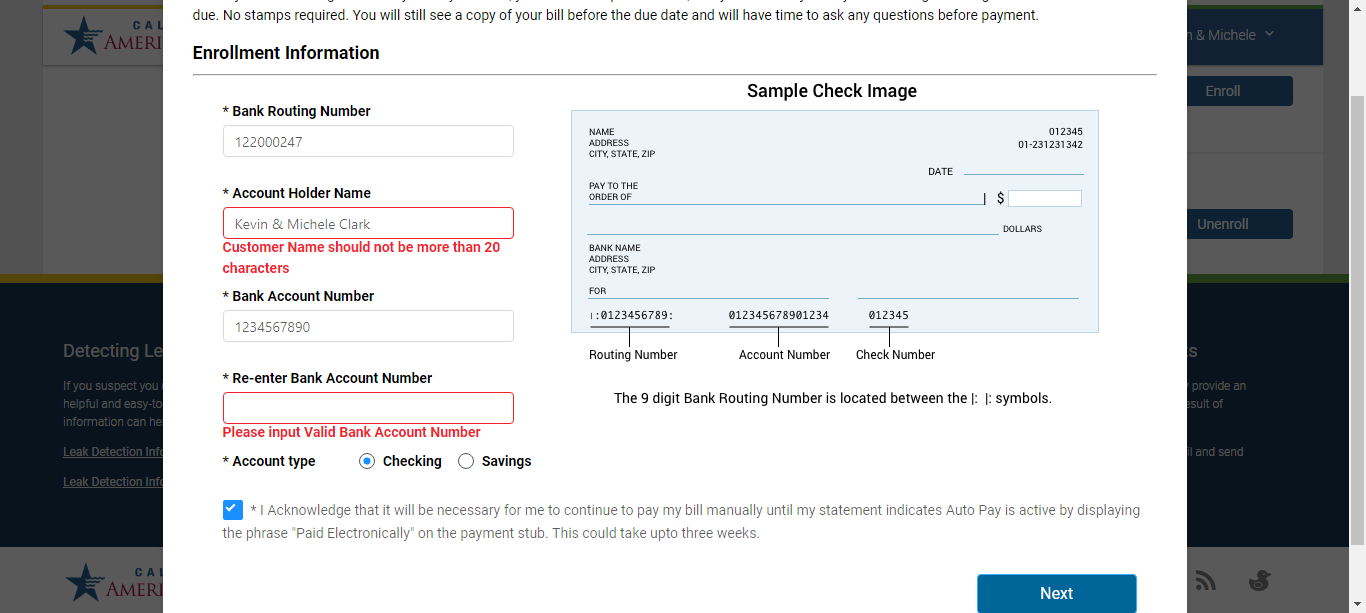 due. No stamps required. You will still see a copy of your bill before the due date and will have time to ask any questions before payment.
CAL
AMERI
& Michele
Enrollment Information
Enroll
Sample Check Image
* Bank Routing Number
122000247
NAME
ADDRESS
CITY, STATE, ZIP
012345
01-231231342
DATE
* Account Holder Name
Kevin & Michele Clark
Customer Name should not be more than 20
characters
PAY TO THE
ORDER OF
$
DOLLARS
Unenroll
BANK NAME
ADDRESS
CITY, STATE, ZIP
FOR
* Bank Account Number
1234567890
|:0123456789:
012345678901234
012345
Routing Number
Account Number
Check Number
Detecting Le
* Re-enter Bank Account Number
Please input Valid Bank Account Number
The 9 digit Bank Routing Number is located between the |: |: symbols.
If you suspect you
helpful and easy-to
information can he
Leak Detection Info
Leak Detection Info
provide an
esult of
and send
* Account type
Checking
Savings
* I Acknowledge that it will be necessary for me to continue to pay my bill manually until my statement indicates Auto Pay is active by displaying
the phrase "Paid Electronically" on the payment stub. This could take upto three weeks.
CAL
AMERI
Next